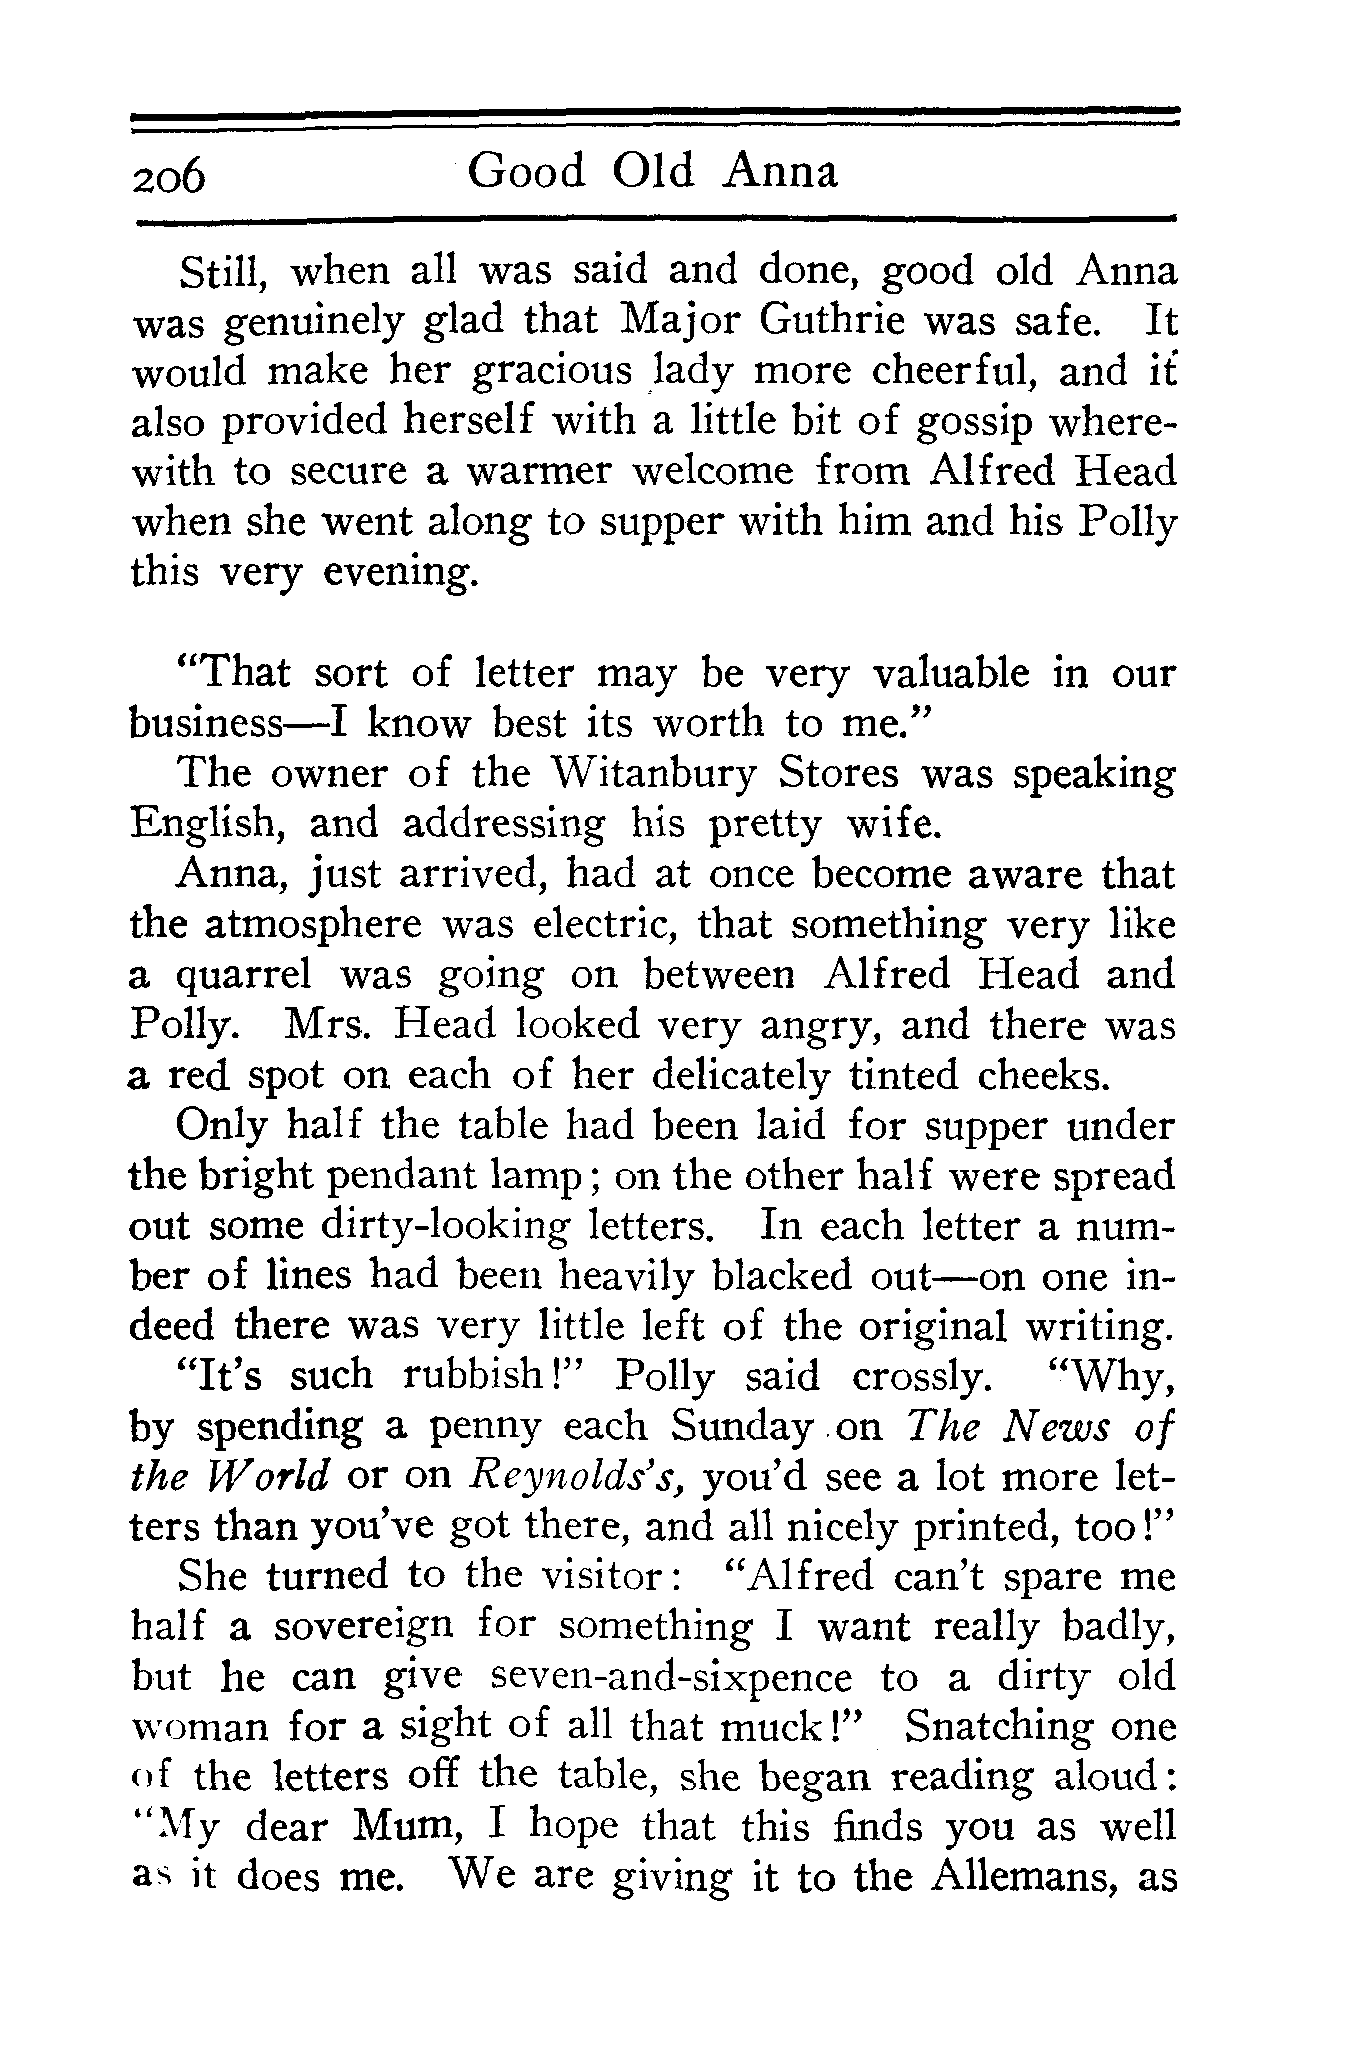 206 Good Old Anna
Still, when all was said and done, good old Anna
was genuinely glad that Major Guthrie was safe. It
would make her gracious lady more cheerful, and it
also provided herself with a little bit of gossip where-
with to secure a warmer welcome from Alfred Head
when she went along to supper with him and his Polly
this very evening.
“That sort of letter may be very valuable in our
business—I know best its worth to me.”
The owner of the Witanbury Stores was speaking
English, and addressing his pretty wife.
Anna, just arrived, had at once become aware that
the atmosphere was electric, that something very like
a quarrel was going on between Alfred Head and
Polly. Mrs. Head looked very angry, and there was
a red spot on each of her delicately tinted cheeks.
Only half the table had been laid for supper under
the bright pendant lamp; on the other half were spread
out some dirty-looking letters. In each letter a num-
ber of lines had been heavily blacked out—on one in-
deed there was very little left of the original writing.
“It’s such rubbish!” Polly said crossly. “Why,
by spending a penny each Sunday on The News of
the World or on Reynolds’s, you’d see a lot more let-
ters than you’ve got there, and all nicely printed, too!”
She turned to the visitor: “Alfred can’t spare me
half a sovereign for something I want really badly,
but he can give seven-and-sixpence to a dirty old
woman for a sight of all that muck!” Snatching one
of the letters off the table, she began reading aloud:
“My dear Mum, I hope that this finds you as well
as it does me. We are giving it to the Allemans, as